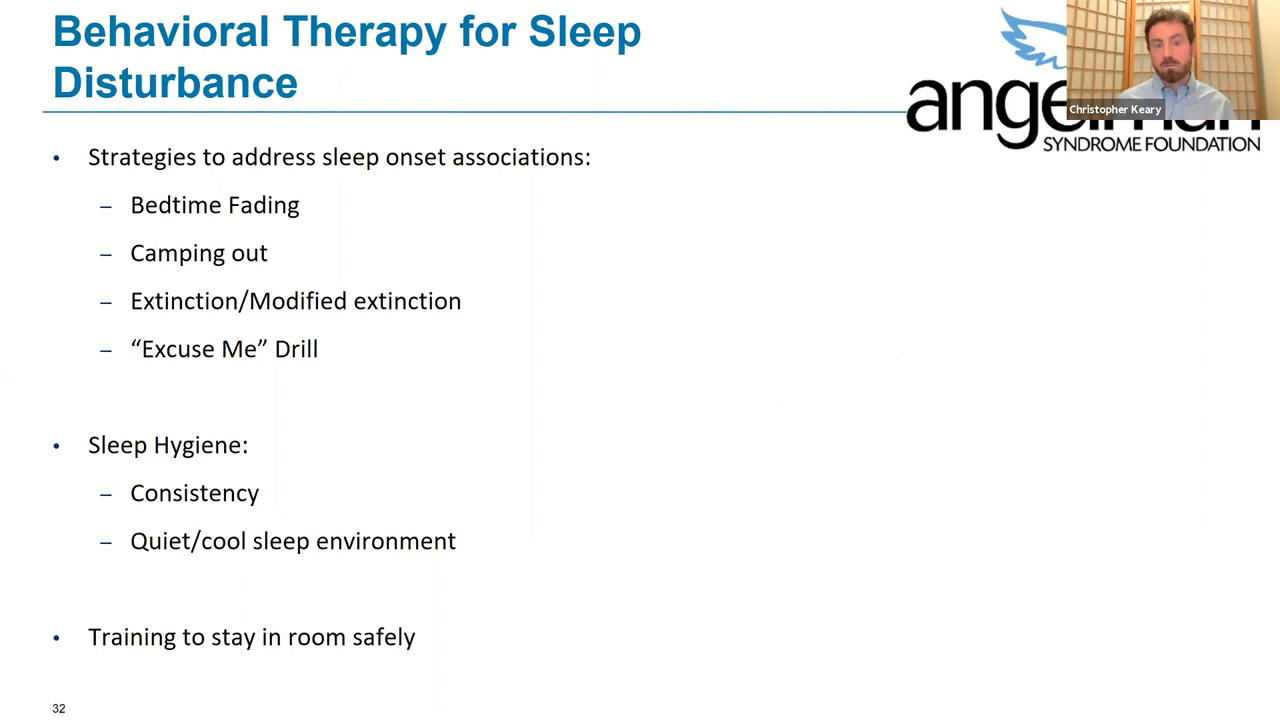 Behavioral Therapy for Sleep
Disturbance
Christopher Keary
SYNDROME FOUNDATION
• Strategies to address sleep onset associations:
– Bedtime Fading
– Camping out
– Extinction/Modified extinction
– “Excuse Me” Drill
• Sleep Hygiene:
– Consistency
– Quiet/cool sleep environment
• Training to stay in room safely
32